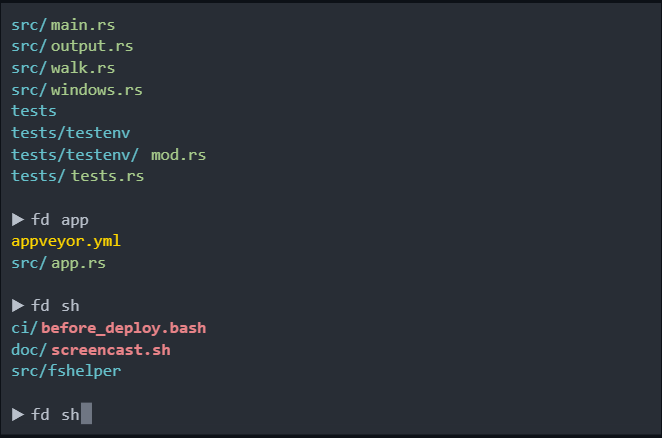 src/main.rs
src/output.rs
src/walk.rs
src/windows.rs
tests
tests/testenv
tests/testenv/ mod.rs
tests/tests.rs
▶ fd app
appveyor.yml
src/app.rs
▶ fd sh
ci/before_deploy.bash
doc/screencast.sh
src/fshelper
▶ fd sh